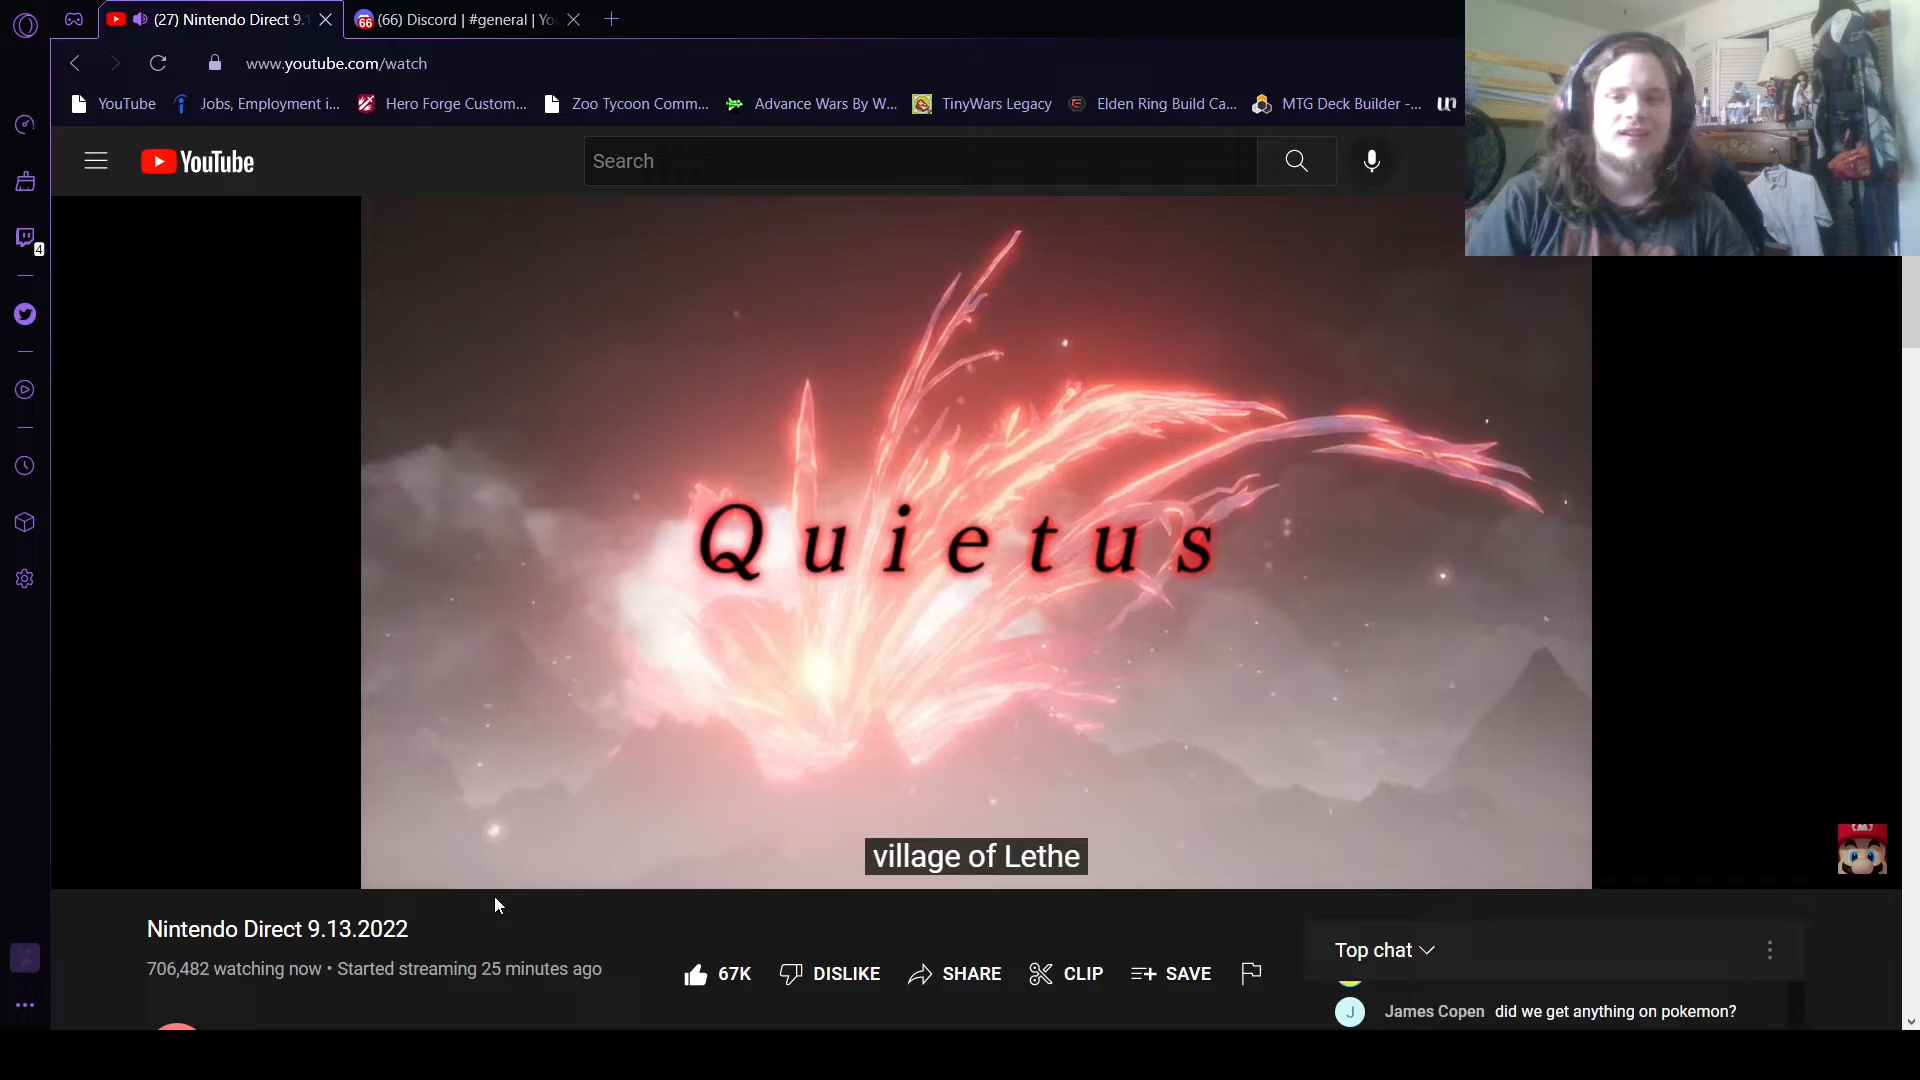 (27) Nintendo Direct 9.1
66 (66) Discord | #general | Yo
www.youtube.com/watch
YouTube
Jobs, Employment i...
Hero Forge Custom...
Zoo Tycoon Comm...
Advance Wars By W...
TinyWars Legacy
Elden Ring Build Ca...
MTG Deck Builder -...
YouTube
Search
4
Quietus
village of Lethe
Nintendo Direct 9.13.2022
706,482 watching now • Started streaming 25 minutes ago
67K
DISLIKE
SHARE
CLIP
SAVE
Top chat
J James Copen did we get anything on pokemon?